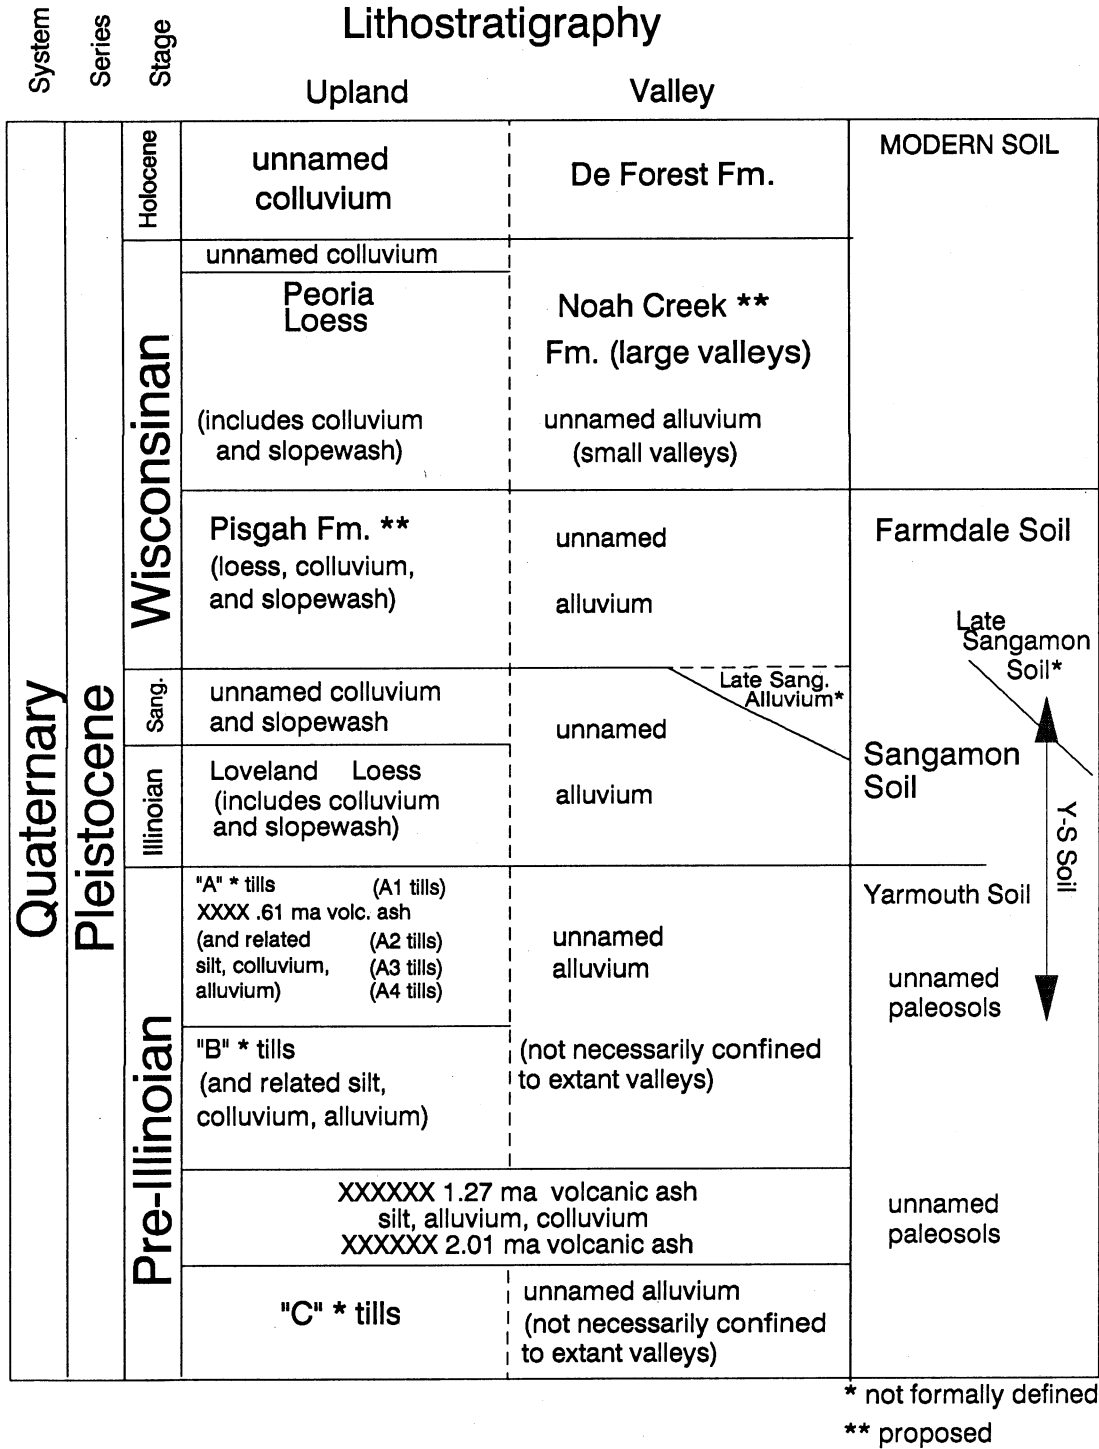 Lithostratigraphy
System
Series
Stage
Upland
Valley
Quaternary
Pleistocene
Holocene
unnamed
colluvium
De Forest Fm.
MODERN SOIL
Wisconsinan
unnamed colluvium
Peoria
Loess
(includes colluvium
and slopewash)
Noah Creek **
Fm. (large valleys)
unnamed alluvium
(small valleys)
Pisgah Fm. **
(loess, colluvium,
and slopewash)
unnamed
alluvium
Farmdale Soil
Late
Sangamon
Soil*
Sang.
unnamed colluvium
and slopewash
Late Sang.
Alluvium*
unnamed
alluvium
Sangamon
Soil
Illinoian
Loveland Loess
(includes colluvium
and slopewash)
Y-S Soil
Pre-Illinoian
"A" * tills (A1 tills)
XXXX .61 ma volc. ash
(and related (A2 tills)
silt, colluvium, (A3 tills)
alluvium) (A4 tills)
unnamed
alluvium
Yarmouth Soil
unnamed
paleosols
"B" * tills
(and related silt,
colluvium, alluvium)
(not necessarily confined
to extant valleys)
XXXXXX 1.27 ma volcanic ash
silt, alluvium, colluvium
XXXXXX 2.01 ma volcanic ash
unnamed
paleosols
"C" * tills
unnamed alluvium
(not necessarily confined
to extant valleys)
* not formally defined
** proposed